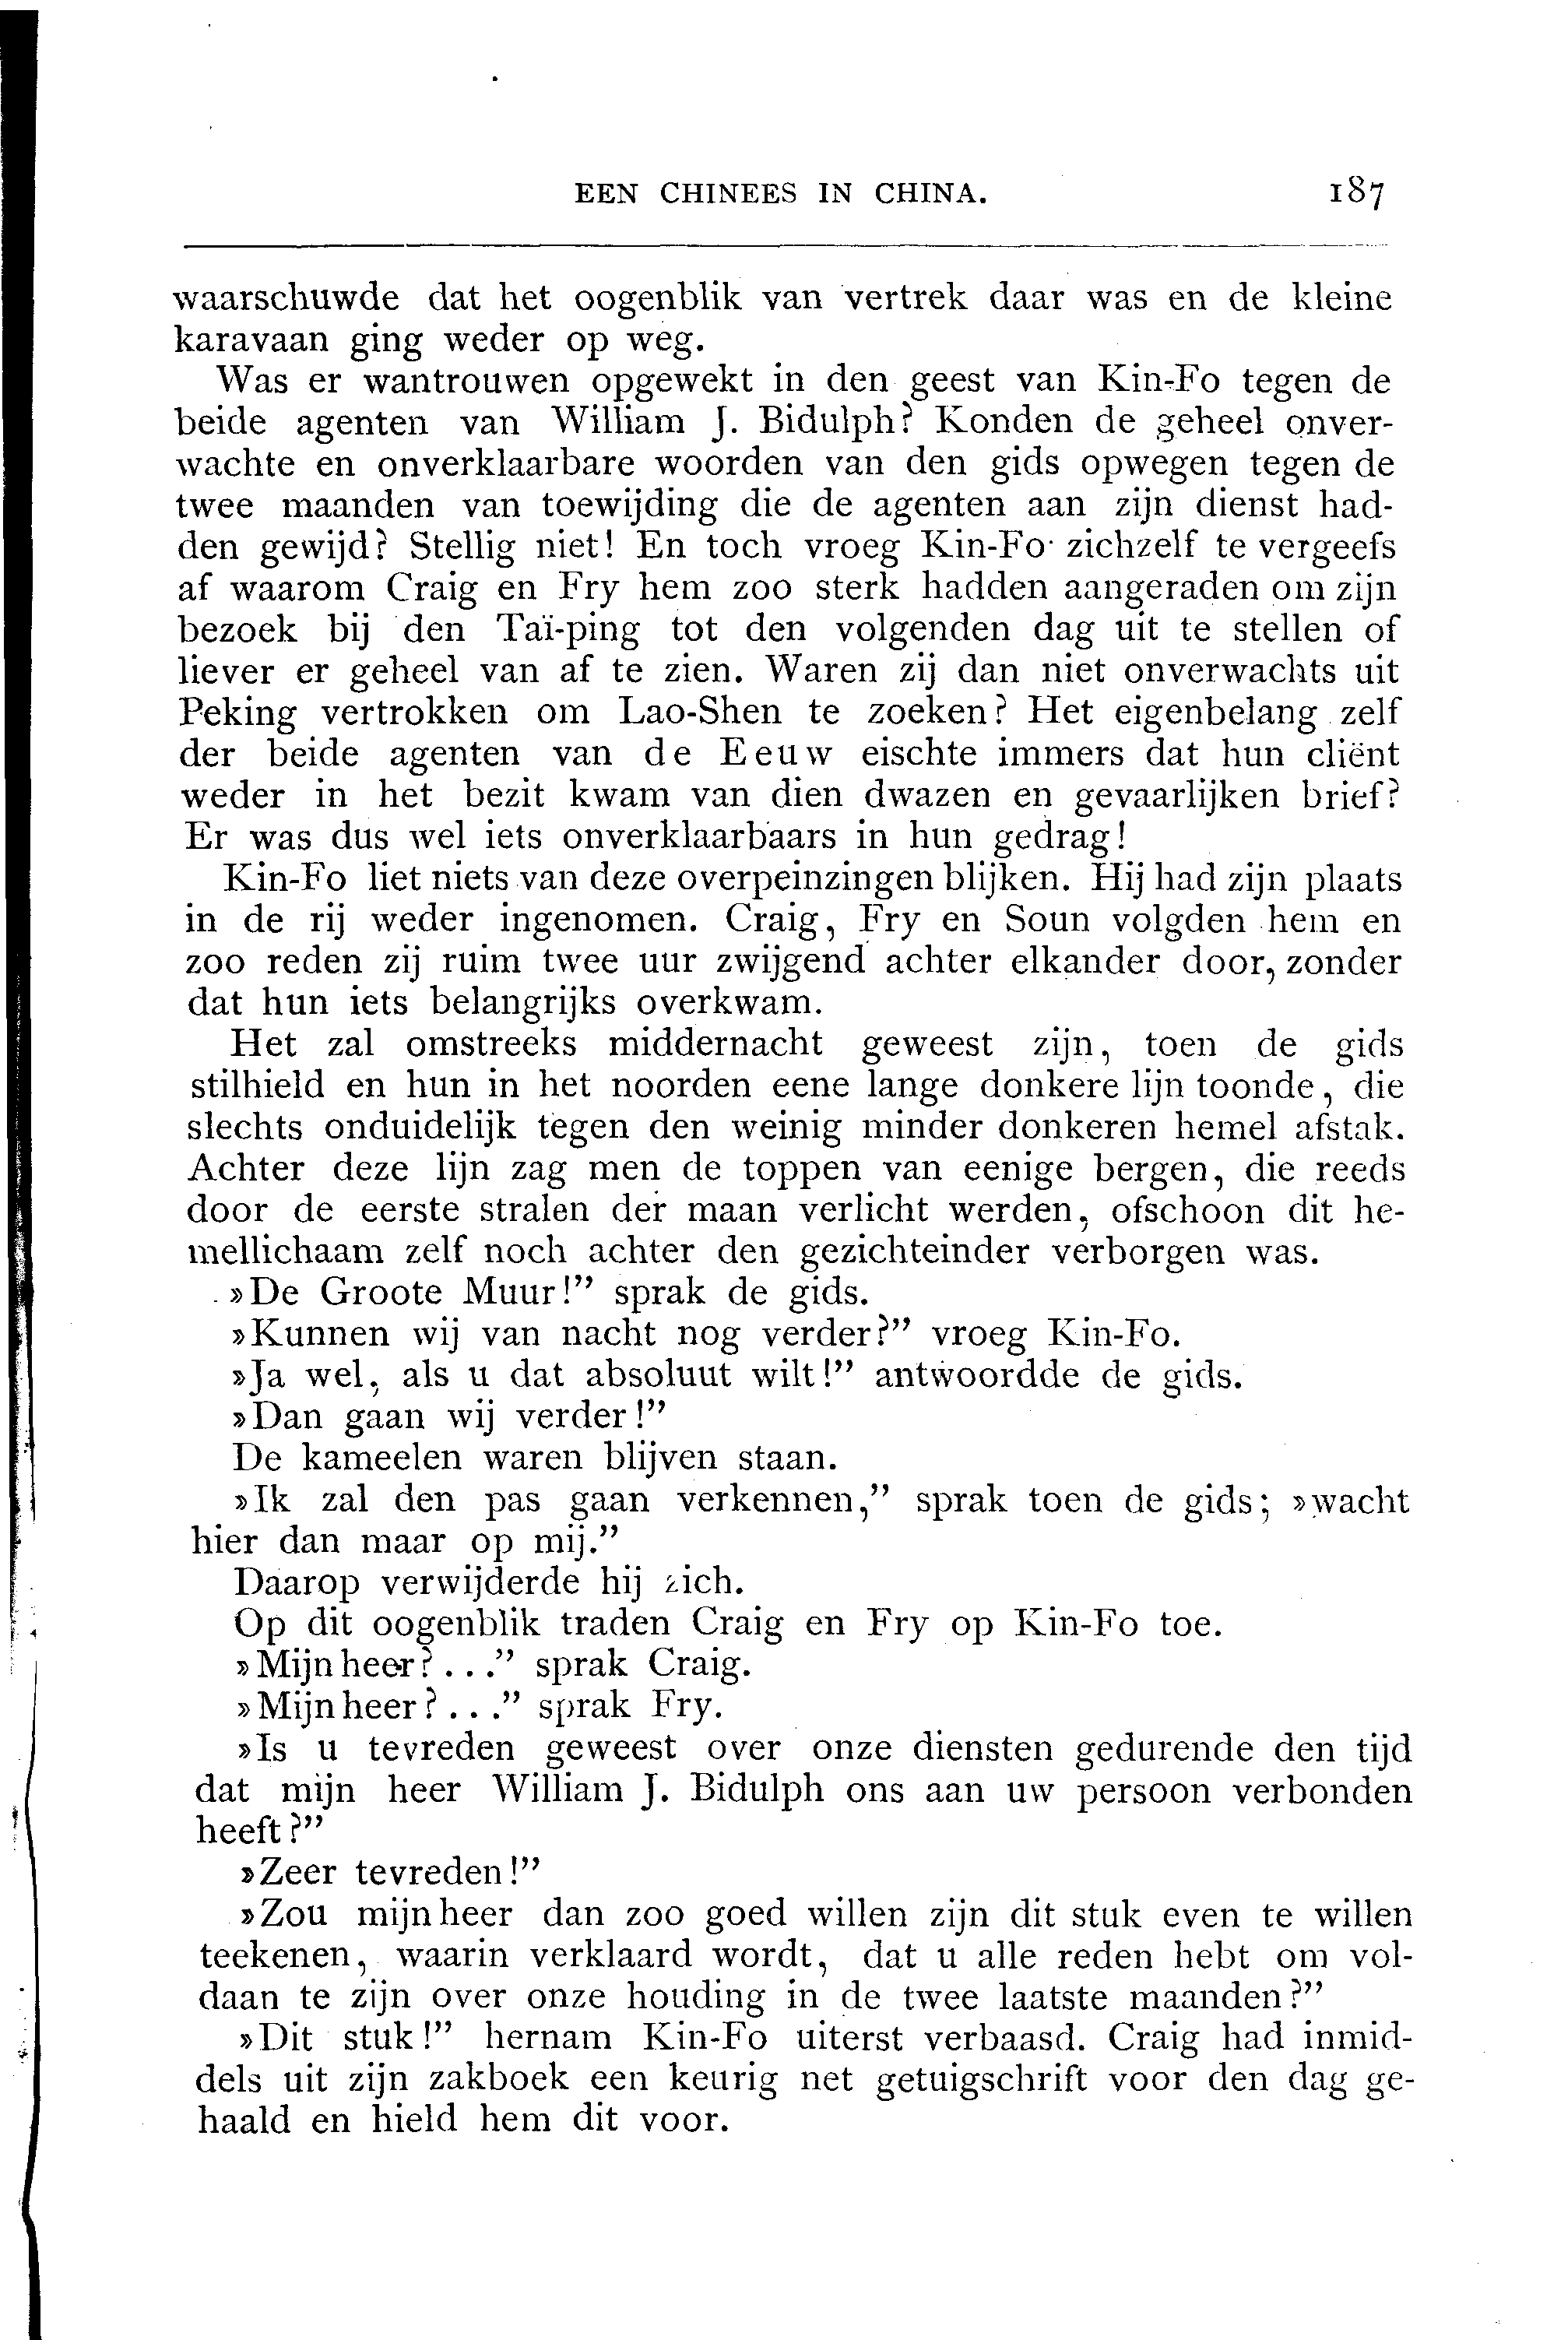 EEN CHINEES IN CHINA. 187
waarschuwde dat het oogenblik van vertrek daar was en de kleine
karavaan ging weder op weg.
Was er wantrouwen opgewekt in den geest van Kin-Fo tegen de
beide agenten van William J. Bidulph? Konden de geheel onver-
wachte en onverklaarbare woorden van den gids opwegen tegen de
twee maanden van toewijding die de agenten aan zijn dienst had-
den gewijd? Stellig niet! En toch vroeg Kin-Fo zichzelf te vergeefs
af waarom Craig en Fry hem zoo sterk hadden aangeraden om zijn
bezoek bij den Taï-ping tot den volgenden dag uit te stellen of
liever er geheel van af te zien. Waren zij dan niet onverwachts uit
Peking vertrokken om Lao-Shen te zoeken? Het eigenbelang zelf
der beide agenten van de Eeuw eischte immers dat hun cliënt
weder in het bezit kwam van dien dwazen en gevaarlijken brief?
Er was dus wel iets onverklaarbaars in hun gedrag!
Kin-Fo liet niets van deze overpeinzingen blijken. Hij had zijn plaats
in de rij weder ingenomen. Craig, Fry en Soun volgden hem en
zoo reden zij ruim twee uur zwijgend achter elkander door, zonder
dat hun iets belangrijks overkwam.
Het zal omstreeks middernacht geweest zijn, toen de gids
stilhield en hun in het noorden eene lange donkere lijn toonde, die
slechts onduidelijk tegen den weinig minder donkeren hemel afstak.
Achter deze lijn zag men de toppen van eenige bergen, die reeds
door de eerste stralen der maan verlicht werden, ofschoon dit he-
mellichaam zelf noch achter den gezichteinder verborgen was.
»De Groote Muur!” sprak de gids.
»Kunnen wij van nacht nog verder?” vroeg Kin-Fo.
»Ja wel, als u dat absoluut wilt!” antwoordde de gids.
»Dan gaan wij verder!”
De kameelen waren blijven staan.
»Ik zal den pas gaan verkennen,” sprak toen de gids; »wacht
hier dan maar op mij.”
Daarop verwijderde hij zich.
Op dit oogenblik traden Craig en Fry op Kin-Fo toe.
»Mijnheer?...” sprak Craig.
»Mijnheer?...” sprak Fry.
»Is u tevreden geweest over onze diensten gedurende den tijd
dat mijn heer William J. Bidulph ons aan uw persoon verbonden
heeft?”
»Zeer tevreden!”
»Zou mijnheer dan zoo goed willen zijn dit stuk even te willen
teekenen, waarin verklaard wordt, dat u alle reden hebt om vol-
daan te zijn over onze houding in de twee laatste maanden?”
»Dit stuk!” hernam Kin-Fo uiterst verbaasd. Craig had inmid-
dels uit zijn zakboek een keurig net getuigschrift voor den dag ge-
haald en hield hem dit voor.